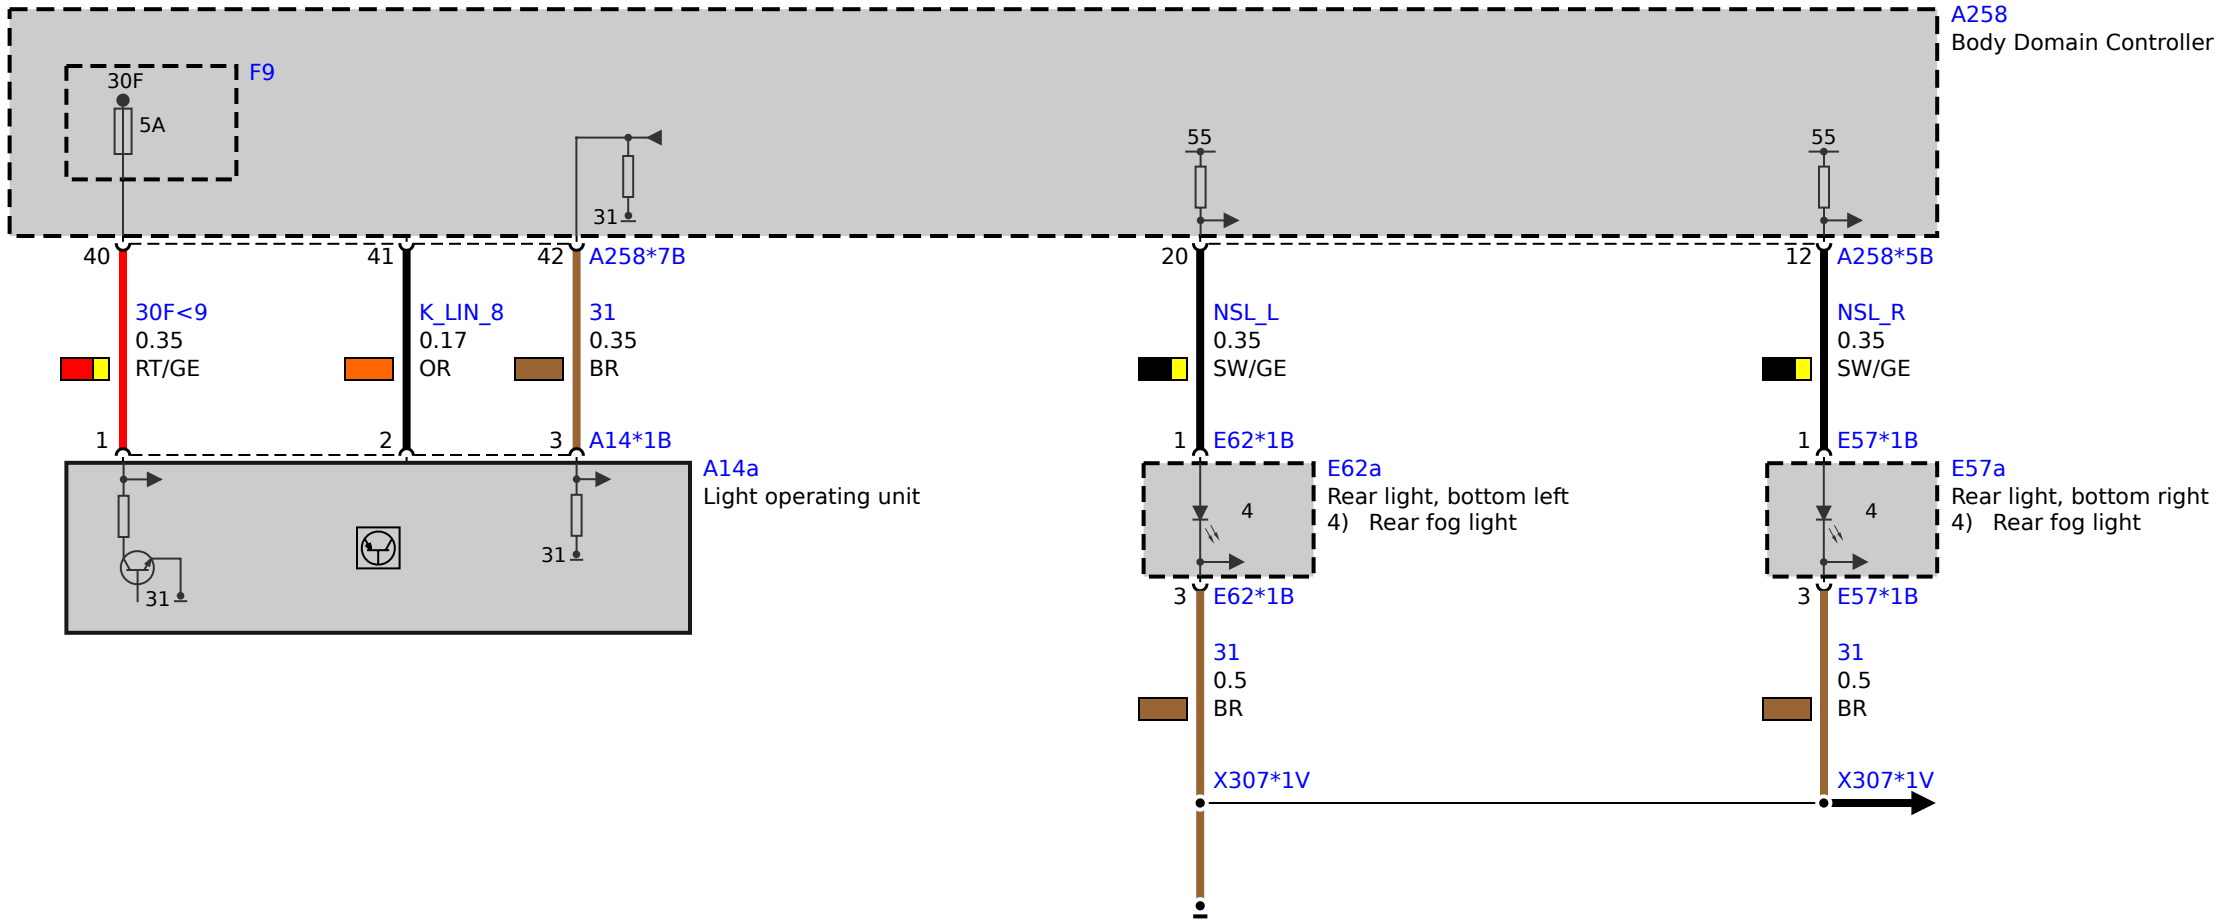 A258
Body Domain Controller
F9
30F
5A
31
55
55
40
41
42
A258*7B
20
12
A258*5B
30F<9
0.35
RT/GE
K_LIN_8
0.17
OR
31
0.35
BR
NSL_L
0.35
SW/GE
NSL_R
0.35
SW/GE
1
2
3
A14*1B
1
E62*1B
1
E57*1B
A14a
Light operating unit
31
31
E62a
Rear light, bottom left
4) Rear fog light
4
E57a
Rear light, bottom right
4) Rear fog light
4
3
E62*1B
3
E57*1B
31
0.5
BR
31
0.5
BR
X307*1V
X307*1V